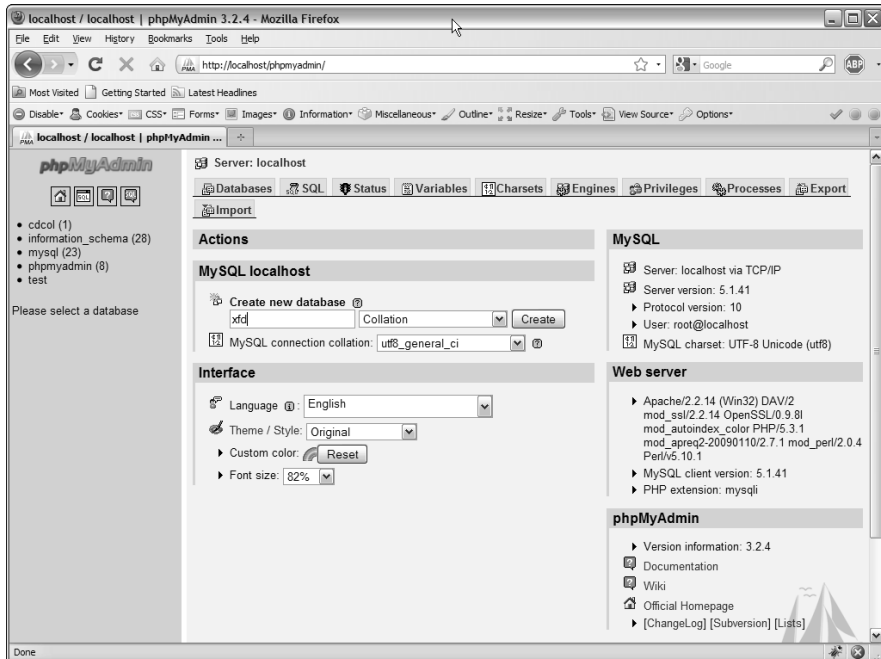 localhost / localhost | phpMyAdmin 3.2.4 - Mozilla Firefox
File Edit View History Bookmarks Tools Help
http://localhost/phpmyadmin/
Google
ABP
Most Visited Getting Started Latest Headlines
Disable Cookies CSS Forms Images Information Miscellaneous Outline Resize Tools View Source Options
localhost / localhost | phpMyAdmin ...
phpMyAdmin
SQL
cdcol (1)
information_schema (28)
mysql (23)
phpmyadmin (8)
test
Please select a database
Server: localhost
Databases SQL Status Variables Charsets Engines Privileges Processes Export
Import
Actions
MySQL localhost
Create new database
xfd Collation Create
MySQL connection collation: utf8_general_ci
Interface
Language: English
Theme / Style: Original
Custom color: Reset
Font size: 82%
MySQL
Server: localhost via TCP/IP
Server version: 5.1.41
Protocol version: 10
User: root@localhost
MySQL charset: UTF-8 Unicode (utf8)
Web server
Apache/2.2.14 (Win32) DAV/2
mod_ssl/2.2.14 OpenSSL/0.9.8l
mod_autoindex_color PHP/5.3.1
mod_apreq2-20090110/2.7.1 mod_perl/2.0.4
Perl/v5.10.1
MySQL client version: 5.1.41
PHP extension: mysqli
phpMyAdmin
Version information: 3.2.4
Documentation
Wiki
Official Homepage
[ChangeLog] [Subversion] [Lists]
Done